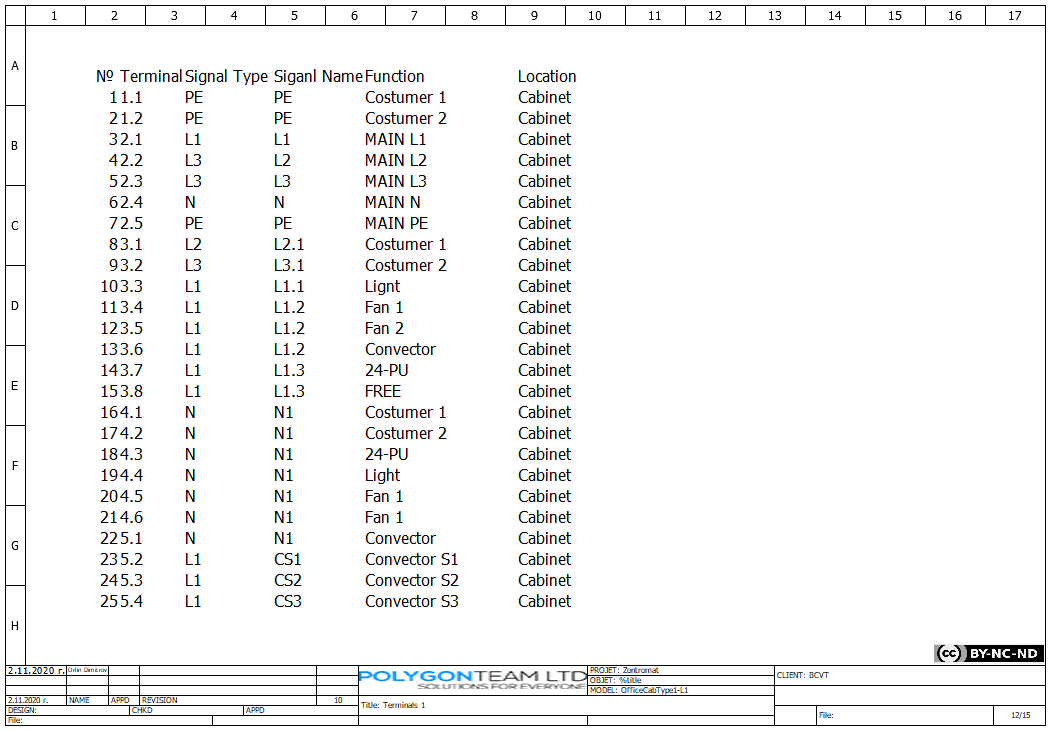 1 2 3 4 5 6 7 8 9 10 11 12 13 14 15 16 17
A
B
C
D
E
F
G
H
№ Terminal Signal Type Siganl Name Function Location
1 1.1 PE PE Costumer 1 Cabinet
2 1.2 PE PE Costumer 2 Cabinet
3 2.1 L1 L1 MAIN L1 Cabinet
4 2.2 L3 L2 MAIN L2 Cabinet
5 2.3 L3 L3 MAIN L3 Cabinet
6 2.4 N N MAIN N Cabinet
7 2.5 PE PE MAIN PE Cabinet
8 3.1 L2 L2.1 Costumer 1 Cabinet
9 3.2 L3 L3.1 Costumer 2 Cabinet
10 3.3 L1 L1.1 Lignt Cabinet
11 3.4 L1 L1.2 Fan 1 Cabinet
12 3.5 L1 L1.2 Fan 2 Cabinet
13 3.6 L1 L1.2 Convector Cabinet
14 3.7 L1 L1.3 24-PU Cabinet
15 3.8 L1 L1.3 FREE Cabinet
16 4.1 N N1 Costumer 1 Cabinet
17 4.2 N N1 Costumer 2 Cabinet
18 4.3 N N1 24-PU Cabinet
19 4.4 N N1 Light Cabinet
20 4.5 N N1 Fan 1 Cabinet
21 4.6 N N1 Fan 1 Cabinet
22 5.1 N N1 Convector Cabinet
23 5.2 L1 CS1 Convector S1 Cabinet
24 5.3 L1 CS2 Convector S2 Cabinet
25 5.4 L1 CS3 Convector S3 Cabinet
cc BY-NC-ND
2.11.2020 г. Orlin Dimitrov
2.11.2020 г. NAME APPD REVISION 10
DESIGN: CHKD APPD
File:
POLYGONTEAM LTD
SOLUTIONS FOR EVERYONE
Title: Terminals 1
PROJET: Zontromat
OBJET: %title
MODEL: OfficeCabType1-L1
CLIENT: BCVT
File: 12/15